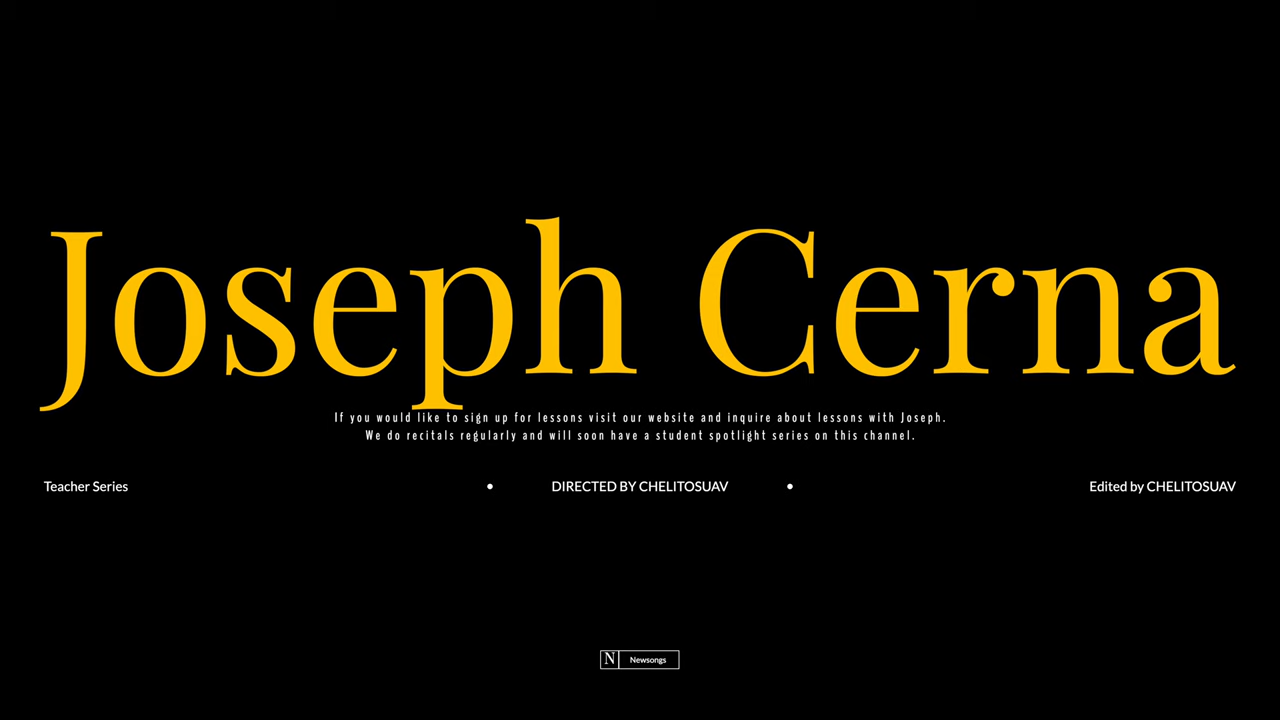 Joseph Cerna
If you would like to sign up for lessons visit our website and inquire about lessons with Joseph.
We do recitals regularly and will soon have a student spotlight series on this channel.
Teacher Series • DIRECTED BY CHELITOSUAV • Edited by CHELITOSUAV
N Newsongs